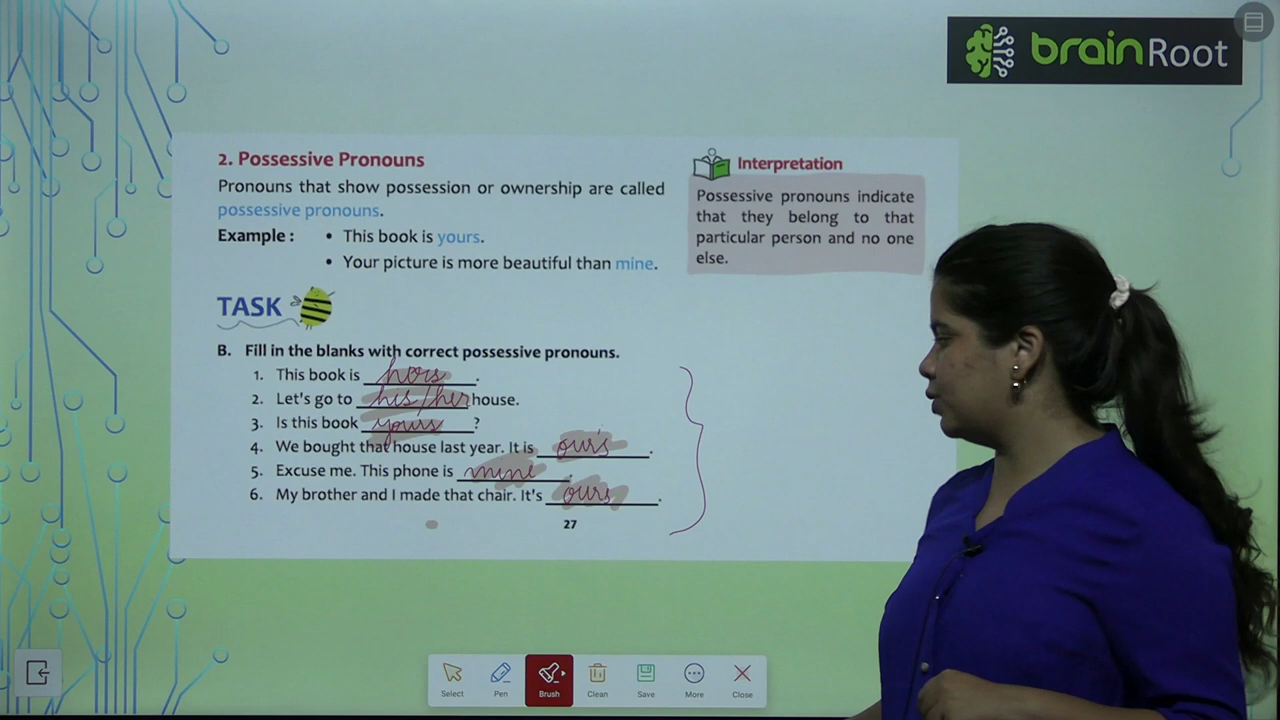 brainRoot
2. Possessive Pronouns
Pronouns that show possession or ownership are called
possessive pronouns.
Example : • This book is yours.
• Your picture is more beautiful than mine.
Interpretation
Possessive pronouns indicate
that they belong to that
particular person and no one
else.
TASK
B. Fill in the blanks with correct possessive pronouns.
1. This book is hers.
2. Let's go to his/her house.
3. Is this book yours?
4. We bought that house last year. It is our's.
5. Excuse me. This phone is mine.
6. My brother and I made that chair. It's ours.
27
Select Pen Brush Clean Save More Close